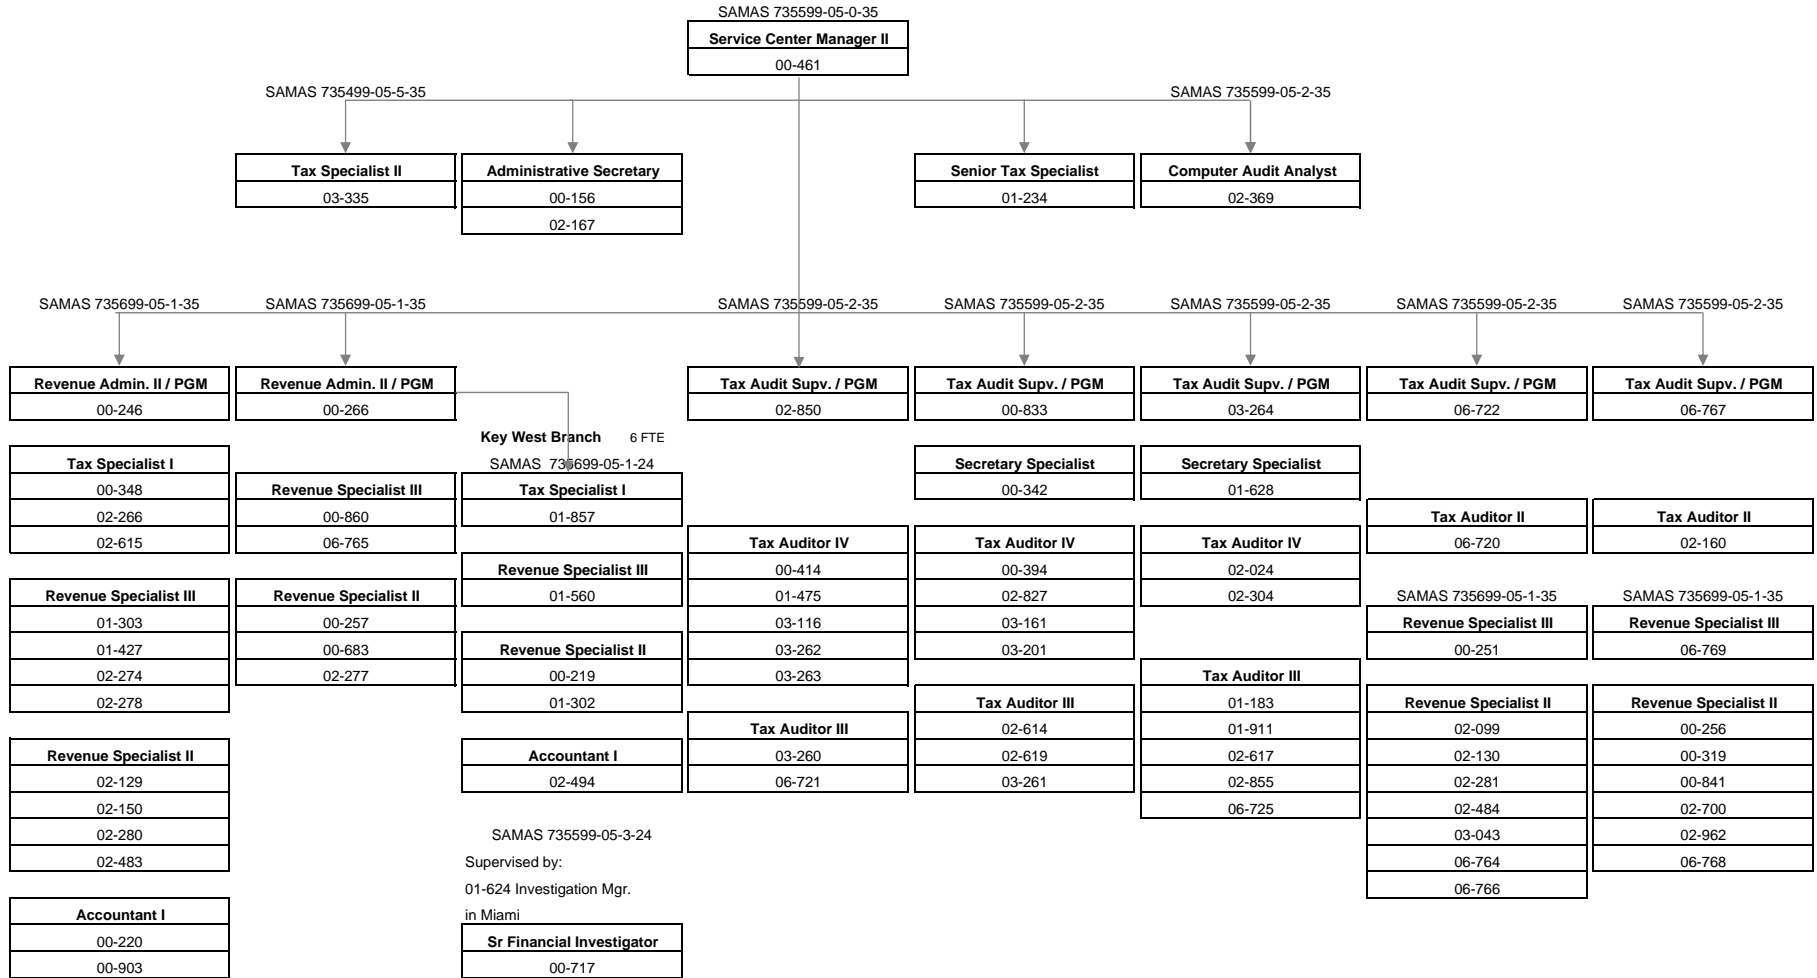 SAMAS 735599-05-0-35
Service Center Manager II
00-461
SAMAS 735499-05-5-35
SAMAS 735599-05-2-35
Tax Specialist II
03-335
Administrative Secretary
00-156
02-167
Senior Tax Specialist
01-234
Computer Audit Analyst
02-369
SAMAS 735699-05-1-35
Revenue Admin. II / PGM
00-246
Tax Specialist I
00-348
02-266
02-615
Revenue Specialist III
01-303
01-427
02-274
02-278
Revenue Specialist II
02-129
02-150
02-280
02-483
Accountant I
00-220
00-903
SAMAS 735699-05-1-35
Revenue Admin. II / PGM
00-266
Revenue Specialist III
00-860
06-765
Revenue Specialist II
00-257
00-683
02-277
Key West Branch 6 FTE
SAMAS 735699-05-1-24
Tax Specialist I
01-857
Revenue Specialist III
01-560
Revenue Specialist II
00-219
01-302
Accountant I
02-494
SAMAS 735599-05-3-24
Supervised by:
01-624 Investigation Mgr.
in Miami
Sr Financial Investigator
00-717
SAMAS 735599-05-2-35
Tax Audit Supv. / PGM
02-850
Tax Auditor IV
00-414
01-475
03-116
03-262
03-263
Tax Auditor III
03-260
06-721
SAMAS 735599-05-2-35
Tax Audit Supv. / PGM
00-833
Secretary Specialist
00-342
Tax Auditor IV
00-394
02-827
03-161
03-201
Tax Auditor III
02-614
02-619
03-261
SAMAS 735599-05-2-35
Tax Audit Supv. / PGM
03-264
Secretary Specialist
01-628
Tax Auditor IV
02-024
02-304
Tax Auditor III
01-183
01-911
02-617
02-855
06-725
SAMAS 735599-05-2-35
Tax Audit Supv. / PGM
06-722
Tax Auditor II
06-720
SAMAS 735699-05-1-35
Revenue Specialist III
00-251
Revenue Specialist II
02-099
02-130
02-281
02-484
03-043
06-764
06-766
SAMAS 735599-05-2-35
Tax Audit Supv. / PGM
06-767
Tax Auditor II
02-160
SAMAS 735699-05-1-35
Revenue Specialist III
06-769
Revenue Specialist II
00-256
00-319
00-841
02-700
02-962
06-768